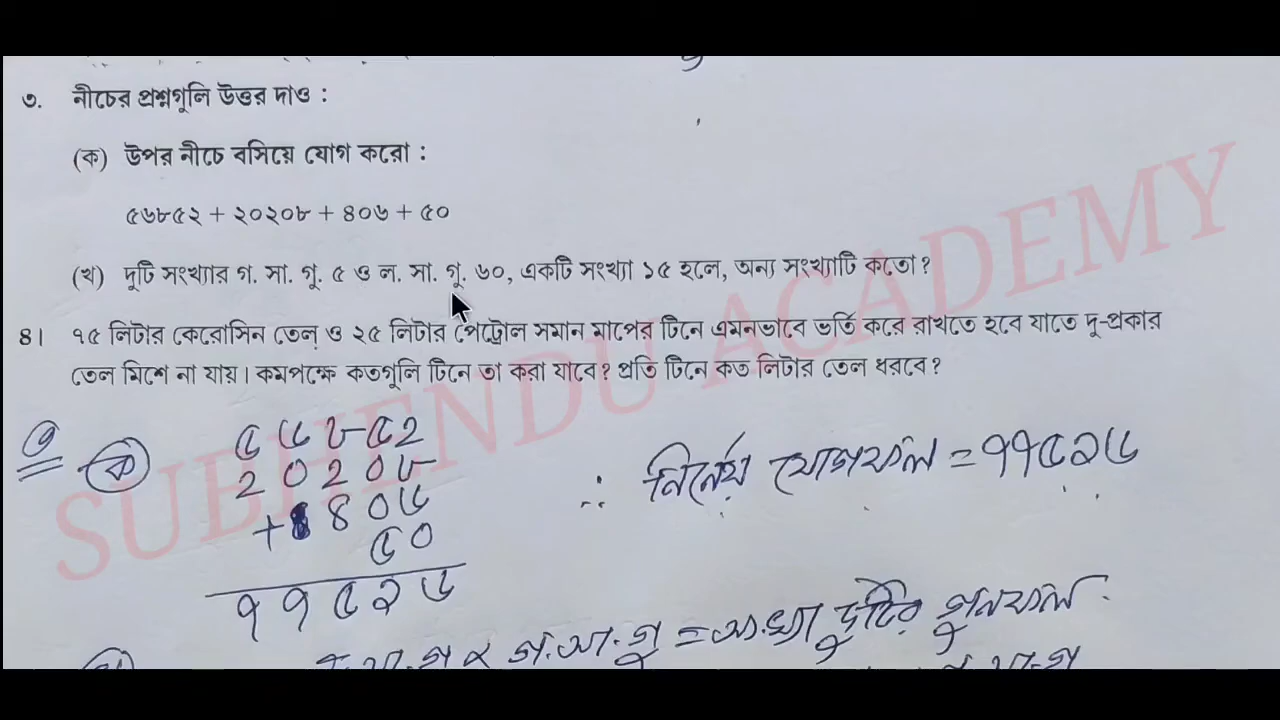 ৩. নীচের প্রশ্নগুলি উত্তর দাও :
(ক) উপর নীচে বসিয়ে যোগ করো :
৫৬৮৫২ + ২০২০৮ + ৪০৬ + ৫০
(খ) দুটি সংখ্যার গ. সা. গু. ৫ ও ল. সা. গু. ৬০, একটি সংখ্যা ১৫ হলে, অন্য সংখ্যাটি কতো?
৪। ৭৫ লিটার কেরোসিন তেল ও ২৫ লিটার পেট্রোল সমান মাপের টিনে এমনভাবে ভর্তি করে রাখতে হবে যাতে দু-প্রকার
তেল মিশে না যায়। কমপক্ষে কতগুলি টিনে তা করা যাবে? প্রতি টিনে কত লিটার তেল ধরবে?
SUBHENDU ACADEMY
৩ (ক) ৫৬৮৫২
২০২০৮
+ ৪০৬
৫০
৭৭৫১৬
∴ নির্ণেয় যোগফল = ৭৭৫১৬
গ.সা.গু = সংখ্যা দুটির গুনফল